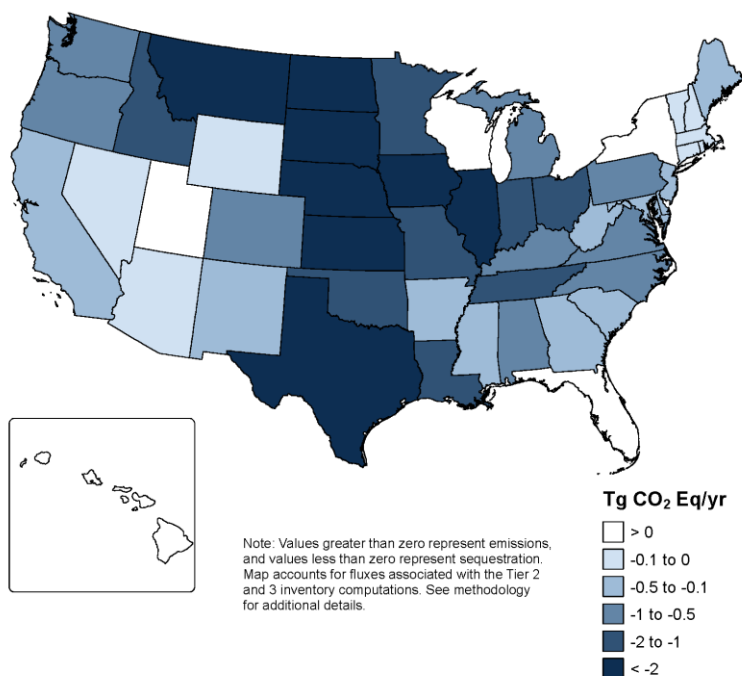 Note: Values greater than zero represent emissions,
and values less than zero represent sequestration.
Map accounts for fluxes associated with the Tier 2
and 3 inventory computations. See methodology
for additional details.
Tg CO₂ Eq/yr
> 0
-0.1 to 0
-0.5 to -0.1
-1 to -0.5
-2 to -1
< -2